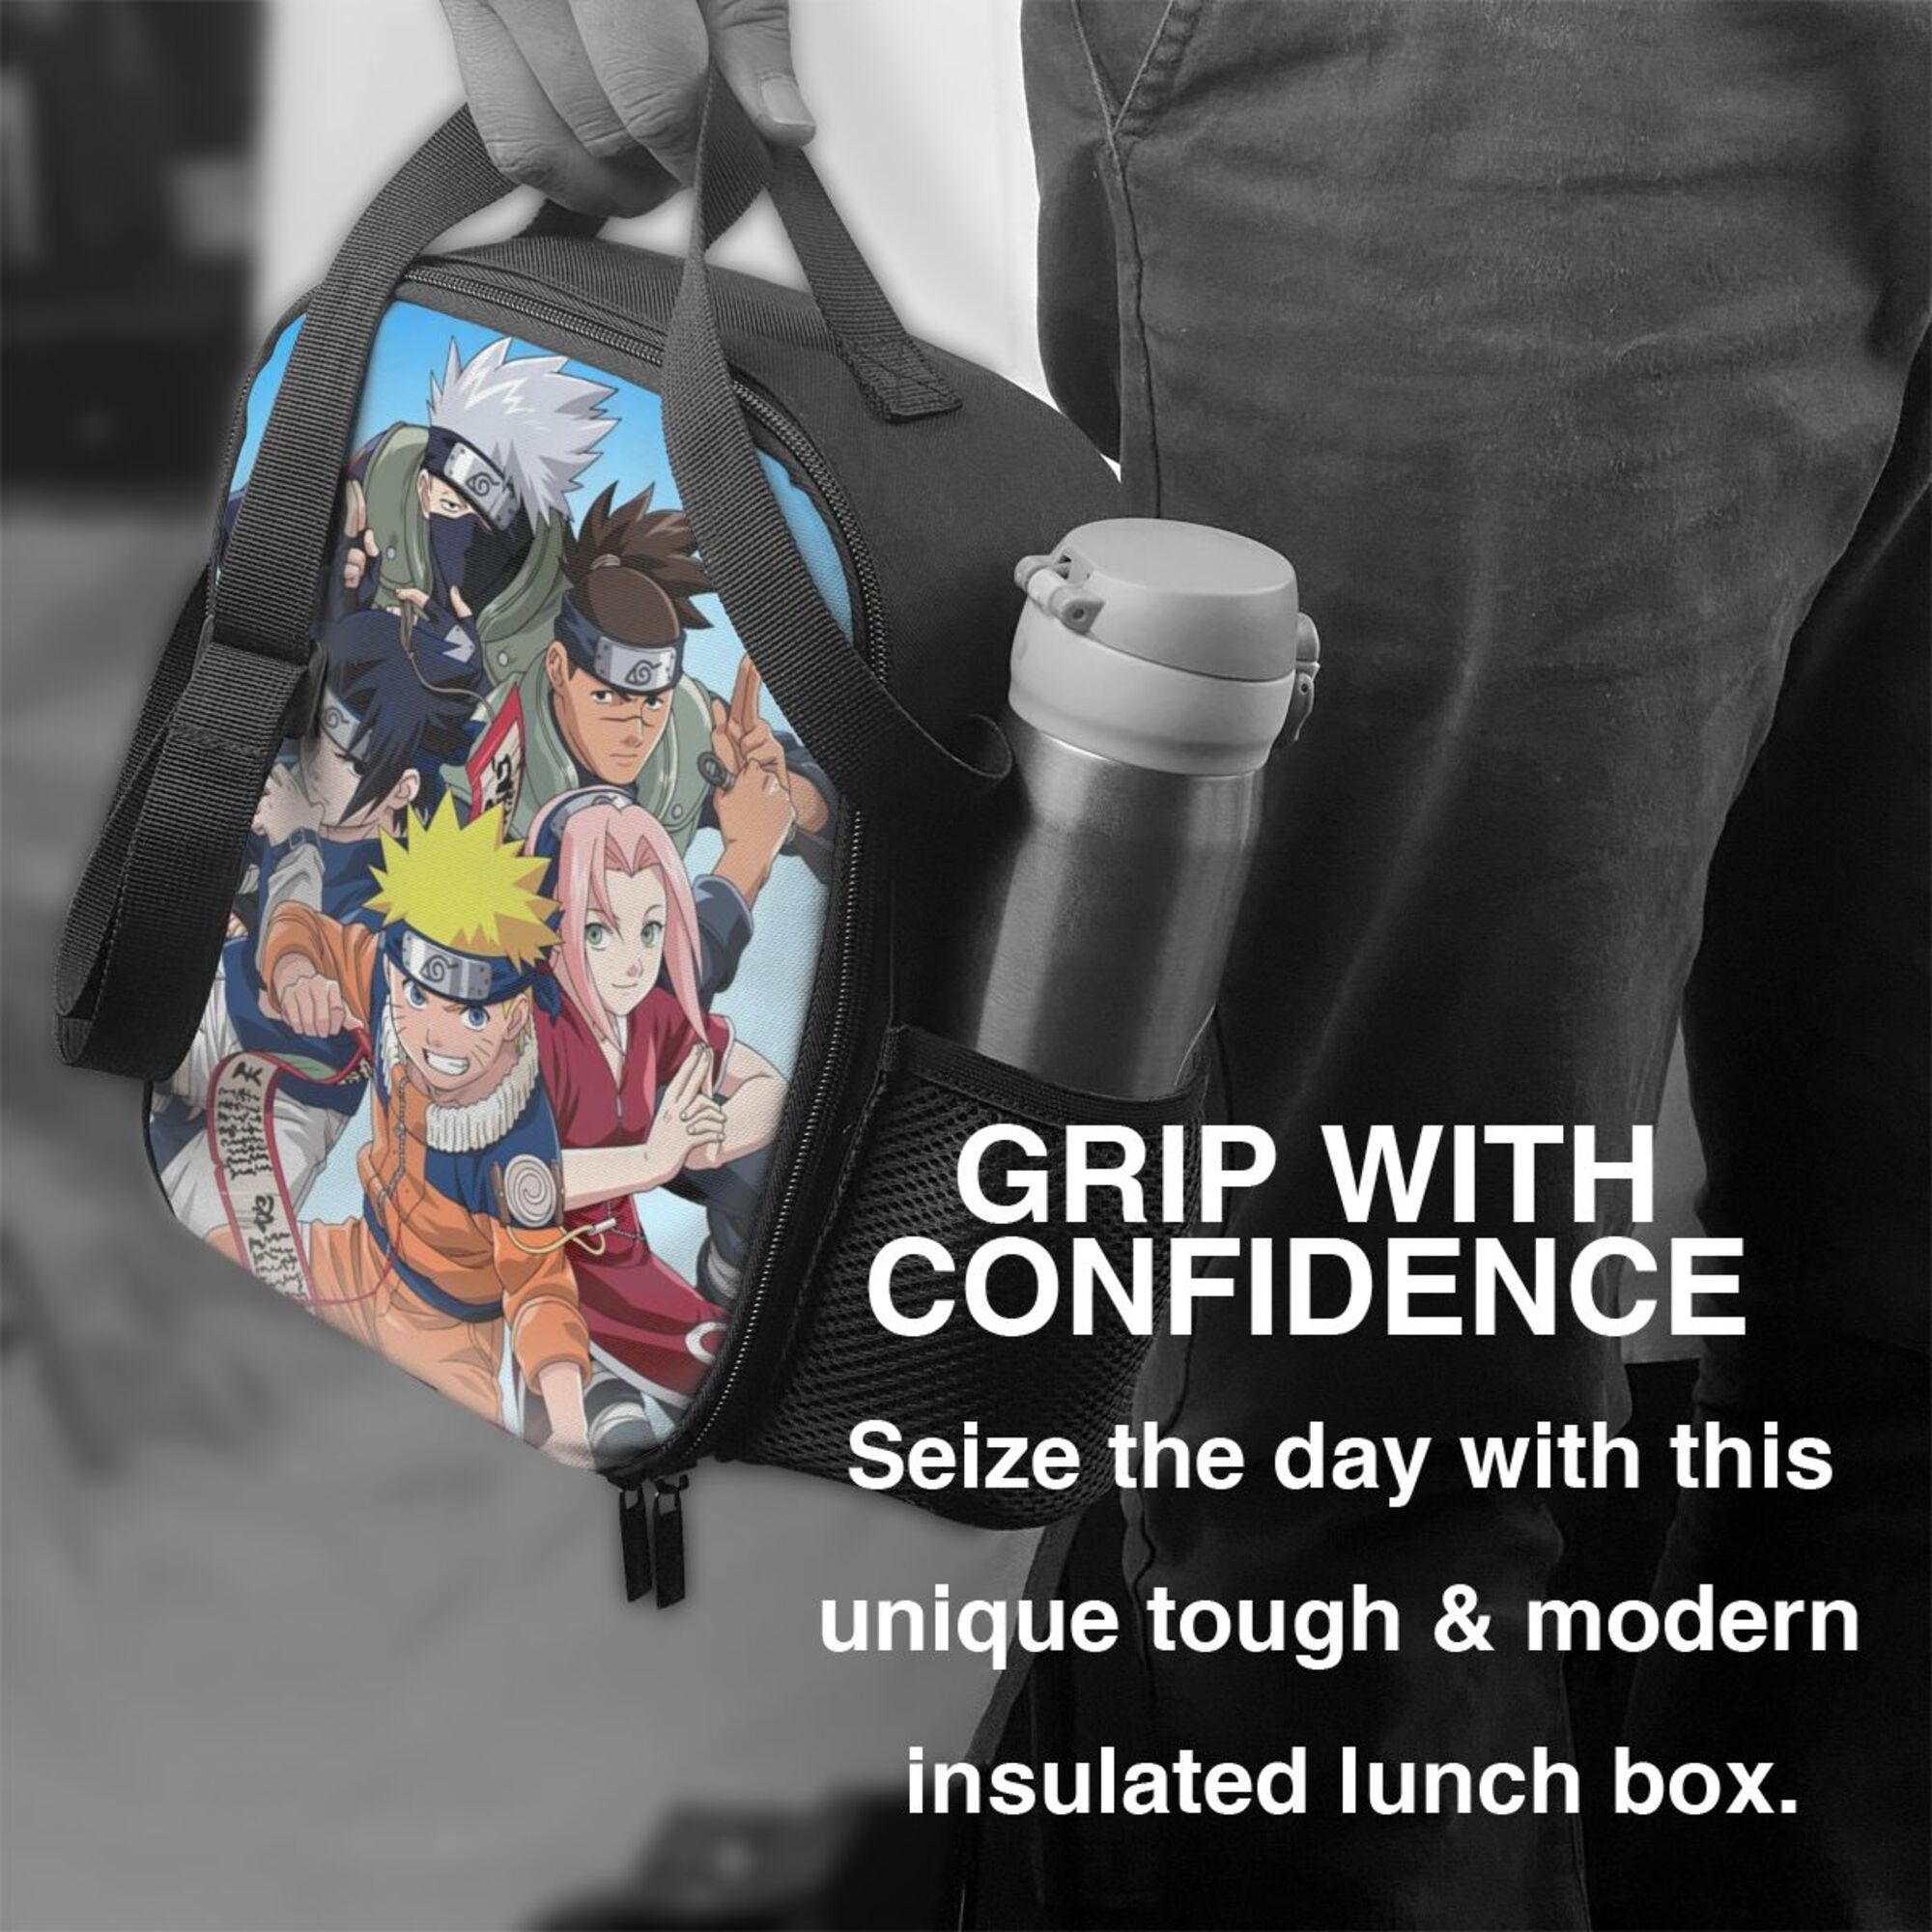 GRIP WITH
CONFIDENCE
Seize the day with this
unique tough & modern
insulated lunch box.